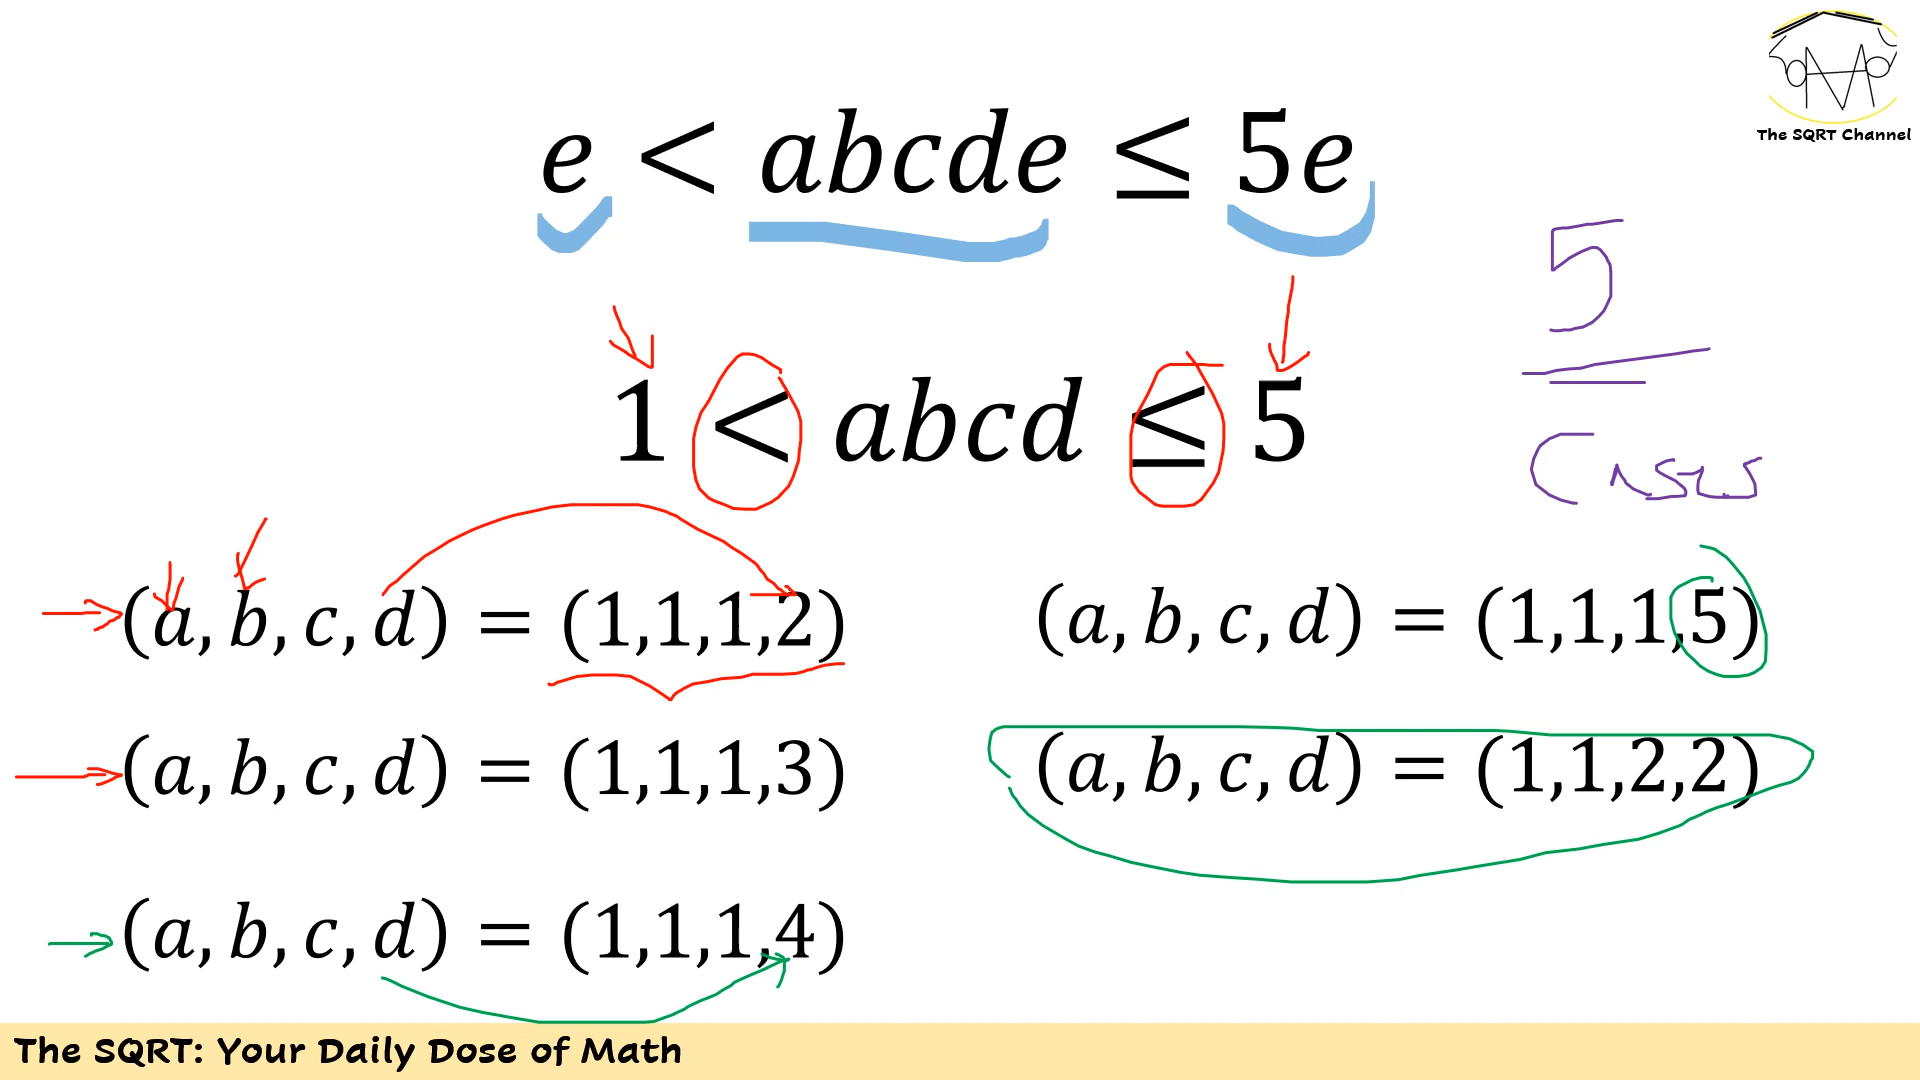 The SQRT Channel
e < abcde ≤ 5e
5
1 < abcd ≤ 5
Cases
(a, b, c, d) = (1,1,1,2)
(a, b, c, d) = (1,1,1,5)
(a, b, c, d) = (1,1,1,3)
(a, b, c, d) = (1,1,2,2)
(a, b, c, d) = (1,1,1,4)
The SQRT: Your Daily Dose of Math